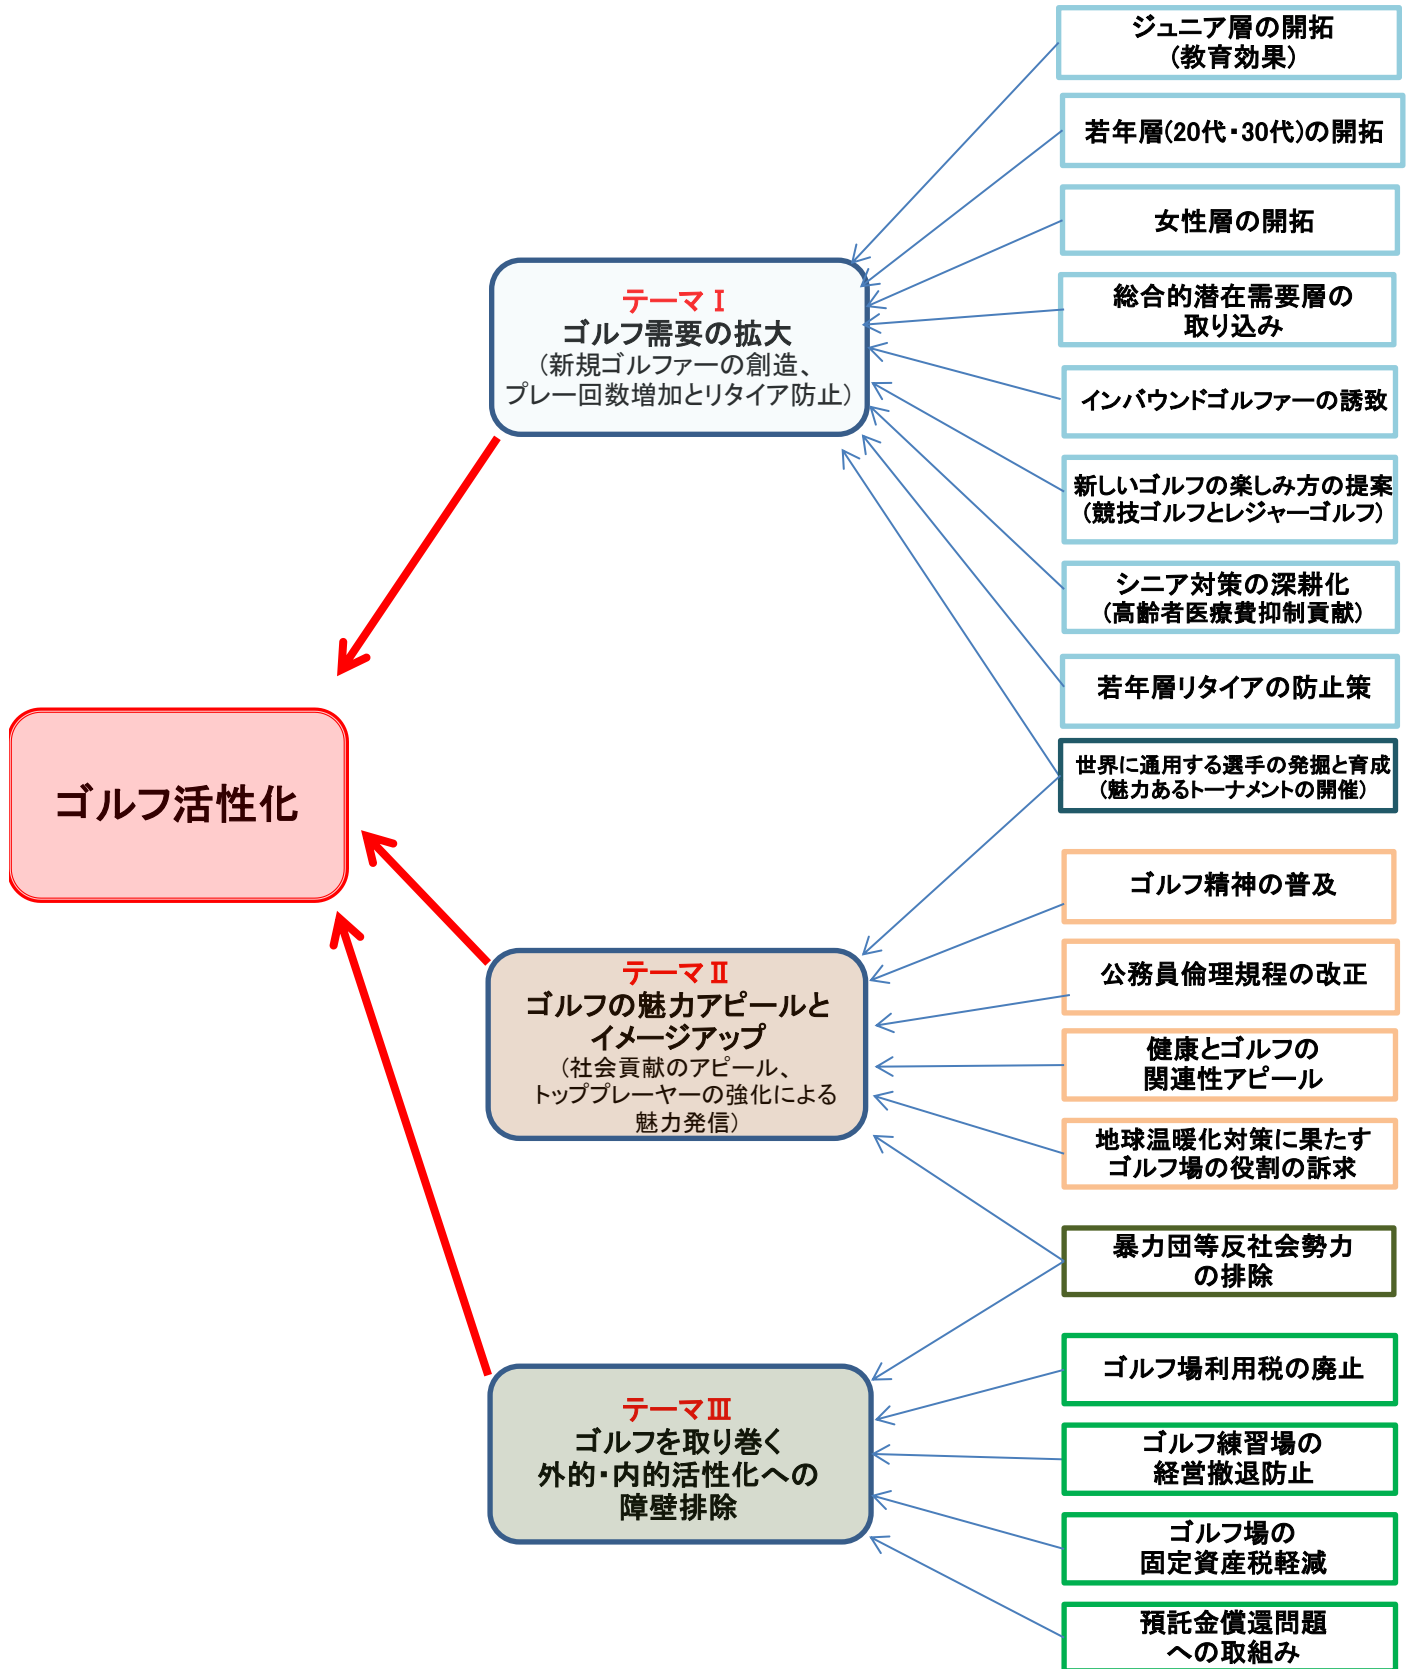 ジュニア層の開拓
(教育効果)
若年層(20代・30代)の開拓
女性層の開拓
総合的潜在需要層の
取り込み
インバウンドゴルファーの誘致
新しいゴルフの楽しみ方の提案
(競技ゴルフとレジャーゴルフ)
シニア対策の深耕化
(高齢者医療費抑制貢献)
若年層リタイアの防止策
世界に通用する選手の発掘と育成
(魅力あるトーナメントの開催)
ゴルフ精神の普及
公務員倫理規程の改正
健康とゴルフの
関連性アピール
地球温暖化対策に果たす
ゴルフ場の役割の訴求
暴力団等反社会勢力
の排除
ゴルフ場利用税の廃止
ゴルフ練習場の
経営撤退防止
ゴルフ場の
固定資産税軽減
預託金償還問題
への取組み
テーマⅠ
ゴルフ需要の拡大
(新規ゴルファーの創造、
プレー回数増加とリタイア防止)
テーマⅡ
ゴルフの魅力アピールと
イメージアップ
(社会貢献のアピール、
トッププレーヤーの強化による
魅力発信)
テーマⅢ
ゴルフを取り巻く
外的・内的活性化への
障壁排除
ゴルフ活性化